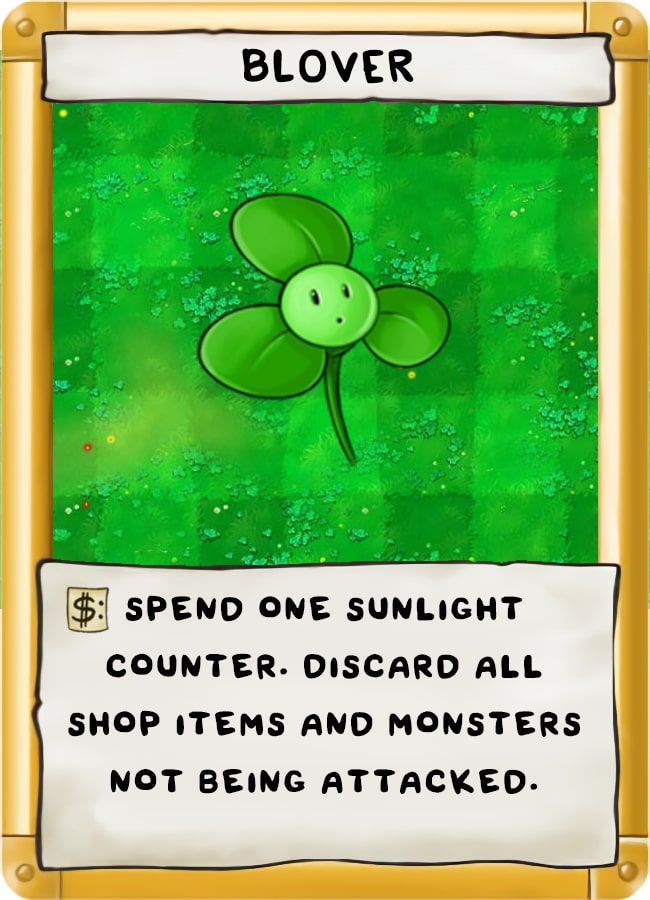 BLOVER
$: SPEND ONE SUNLIGHT
COUNTER. DISCARD ALL
SHOP ITEMS AND MONSTERS
NOT BEING ATTACKED.